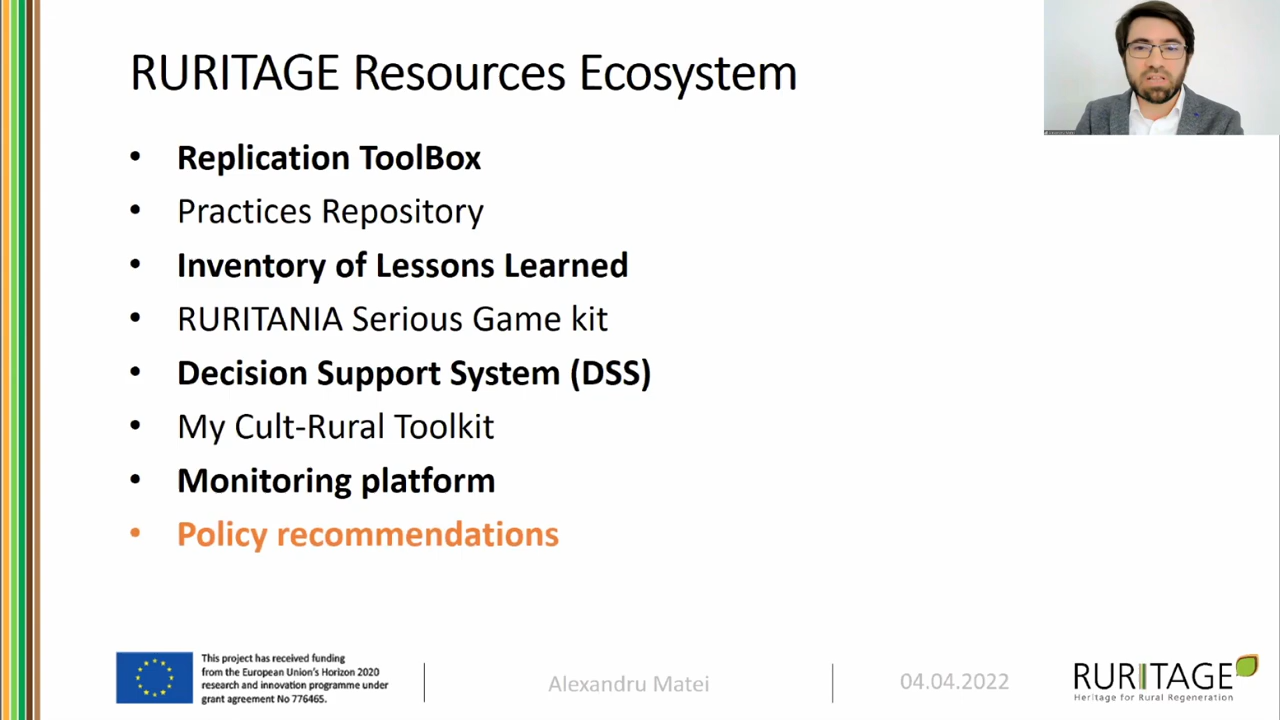 RURITAGE Resources Ecosystem
• Replication ToolBox
• Practices Repository
• Inventory of Lessons Learned
• RURITANIA Serious Game kit
• Decision Support System (DSS)
• My Cult-Rural Toolkit
• Monitoring platform
• Policy recommendations
This project has received funding
from the European Union's Horizon 2020
research and innovation programme under
grant agreement No 776465.
Alexandru Matei
04.04.2022
RURITAGE
Heritage for Rural Regeneration